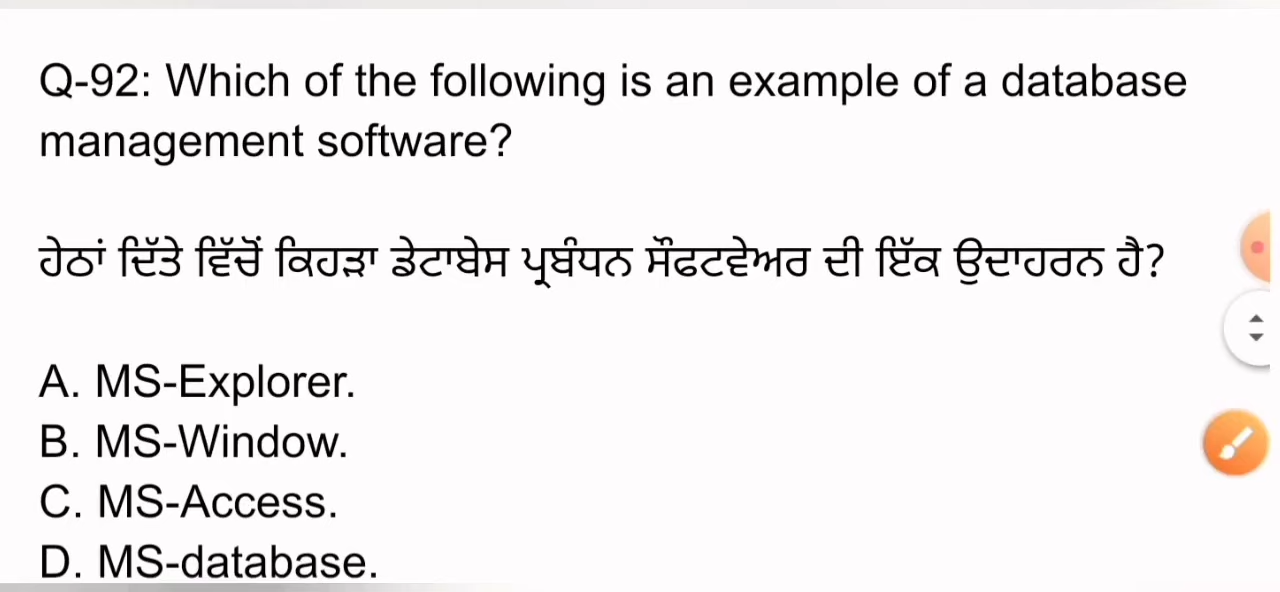 Q-92: Which of the following is an example of a database
management software?
ਹੇਠਾਂ ਦਿੱਤੇ ਵਿੱਚੋਂ ਕਿਹੜਾ ਡੇਟਾਬੇਸ ਪ੍ਰਬੰਧਨ ਸੌਫਟਵੇਅਰ ਦੀ ਇੱਕ ਉਦਾਹਰਨ ਹੈ?
A. MS-Explorer.
B. MS-Window.
C. MS-Access.
D. MS-database.